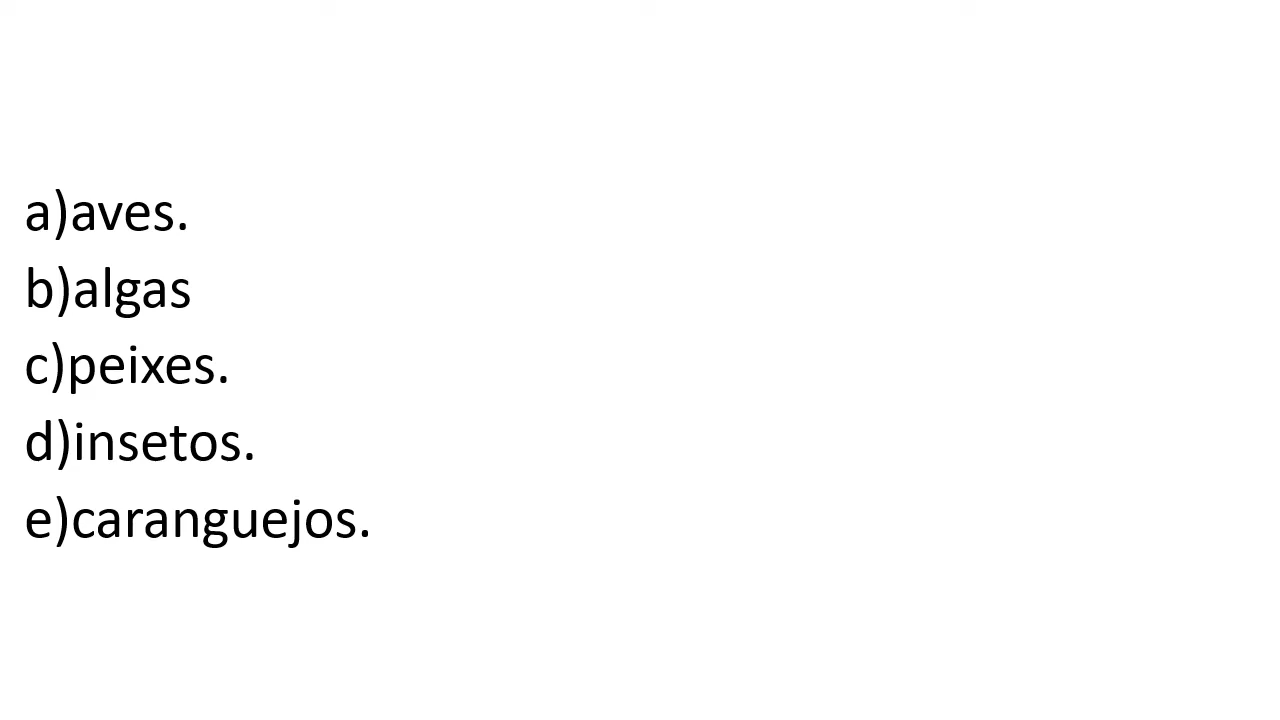 a)aves.
b)algas
c)peixes.
d)insetos.
e)caranguejos.